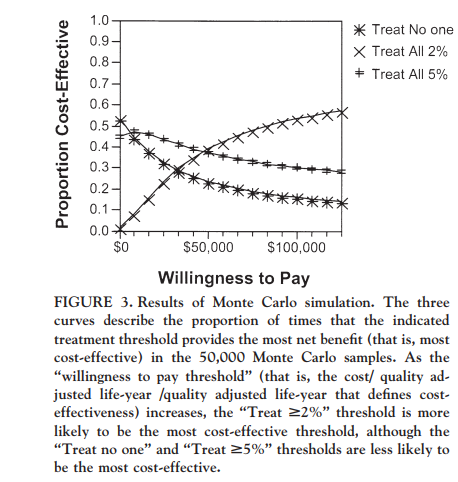 1.0
0.9
0.8
0.7
0.6
0.5
0.4
0.3
0.2
0.1
0.0
Proportion Cost-Effective
$0 $50,000 $100,000
Willingness to Pay
Treat No one
Treat All 2%
Treat All 5%
FIGURE 3. Results of Monte Carlo simulation. The three
curves describe the proportion of times that the indicated
treatment threshold provides the most net benefit (that is, most
cost-effective) in the 50,000 Monte Carlo samples. As the
“willingness to pay threshold” (that is, the cost/ quality ad-
justed life-year /quality adjusted life-year that defines cost-
effectiveness) increases, the “Treat ≥2%” threshold is more
likely to be the most cost-effective threshold, although the
“Treat no one” and “Treat ≥5%” thresholds are less likely to
be the most cost-effective.